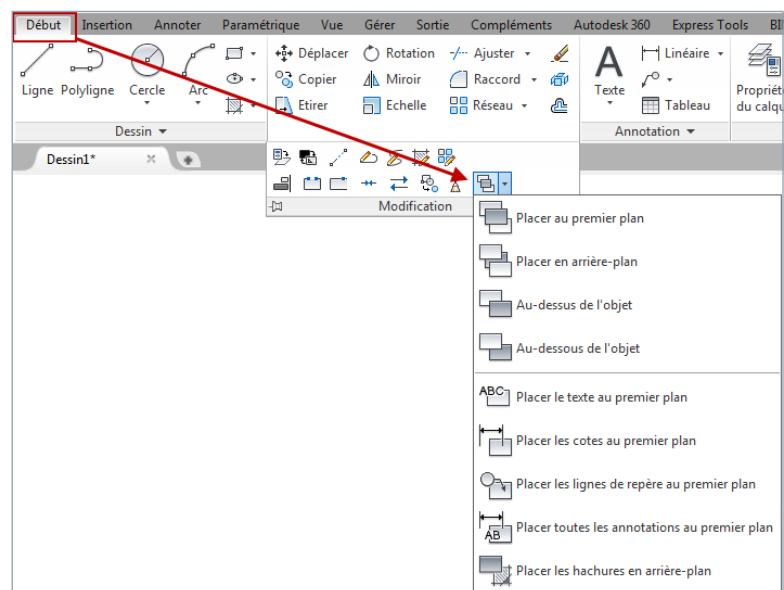 Début Insertion Annoter Paramétrique Vue Gérer Sortie Compléments Autodesk 360 Express Tools BI
Déplacer Rotation Ajuster Linéaire
Copier Miroir Raccord
Ligne Polyligne Cercle Arc Texte Propriét
Etirer Echelle Réseau Tableau du calqu
Dessin Annotation
Dessin1*
Modification
Placer au premier plan
Placer en arrière-plan
Au-dessus de l'objet
Au-dessous de l'objet
ABC Placer le texte au premier plan
Placer les cotes au premier plan
Placer les lignes de repère au premier plan
AB Placer toutes les annotations au premier plan
Placer les hachures en arrière-plan